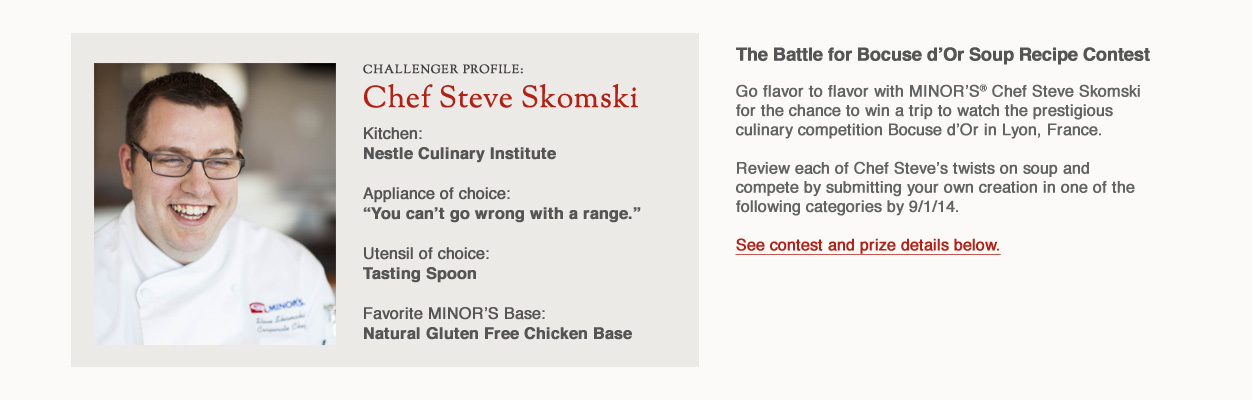 CHALLENGER PROFILE:
Chef Steve Skomski
Kitchen:
Nestle Culinary Institute
Appliance of choice:
“You can’t go wrong with a range.”
Utensil of choice:
Tasting Spoon
Favorite MINOR’S Base:
Natural Gluten Free Chicken Base
MINOR'S
Steve Skomski
Corporate Chef
The Battle for Bocuse d’Or Soup Recipe Contest
Go flavor to flavor with MINOR’S® Chef Steve Skomski
for the chance to win a trip to watch the prestigious
culinary competition Bocuse d’Or in Lyon, France.
Review each of Chef Steve’s twists on soup and
compete by submitting your own creation in one of the
following categories by 9/1/14.
See contest and prize details below.